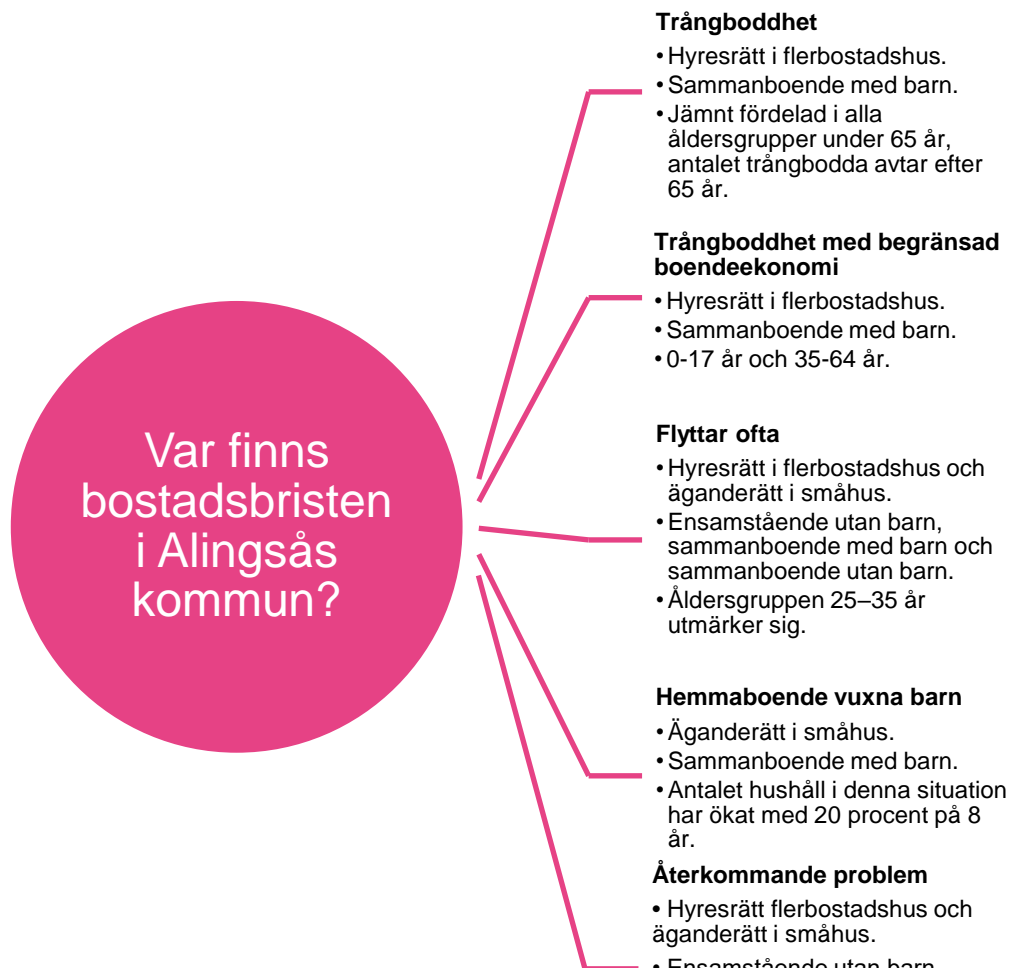 Var finns
bostadsbristen
i Alingsås
kommun?
Trångboddhet
• Hyresrätt i flerbostadshus.
• Sammanboende med barn.
• Jämnt fördelad i alla
åldersgrupper under 65 år,
antalet trångbodda avtar efter
65 år.
Trångboddhet med begränsad
boendeekonomi
• Hyresrätt i flerbostadshus.
• Sammanboende med barn.
• 0-17 år och 35-64 år.
Flyttar ofta
• Hyresrätt i flerbostadshus och
äganderätt i småhus.
• Ensamstående utan barn,
sammanboende med barn och
sammanboende utan barn.
• Åldersgruppen 25–35 år
utmärker sig.
Hemmaboende vuxna barn
• Äganderätt i småhus.
• Sammanboende med barn.
• Antalet hushåll i denna situation
har ökat med 20 procent på 8
år.
Återkommande problem
• Hyresrätt flerbostadshus och
äganderätt i småhus.
• Ensamstående utan barn